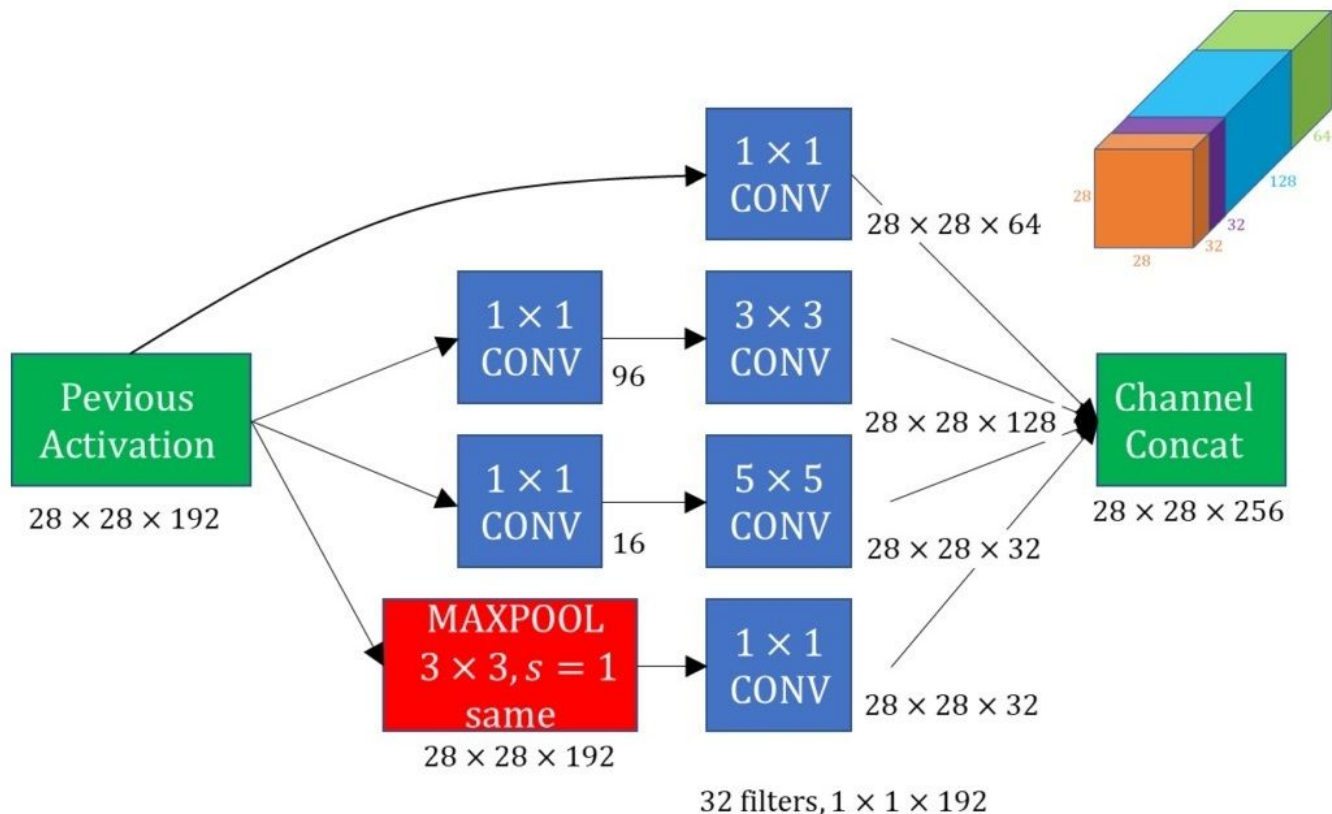 64
128
28
32
32
28
1 × 1
CONV
28 × 28 × 64
1 × 1
CONV
96
3 × 3
CONV
28 × 28 × 128
Pevious
Activation
28 × 28 × 192
Channel
Concat
28 × 28 × 256
1 × 1
CONV
16
5 × 5
CONV
28 × 28 × 32
MAXPOOL
3 × 3, s = 1
same
28 × 28 × 192
1 × 1
CONV
28 × 28 × 32
32 filters, 1 × 1 × 192